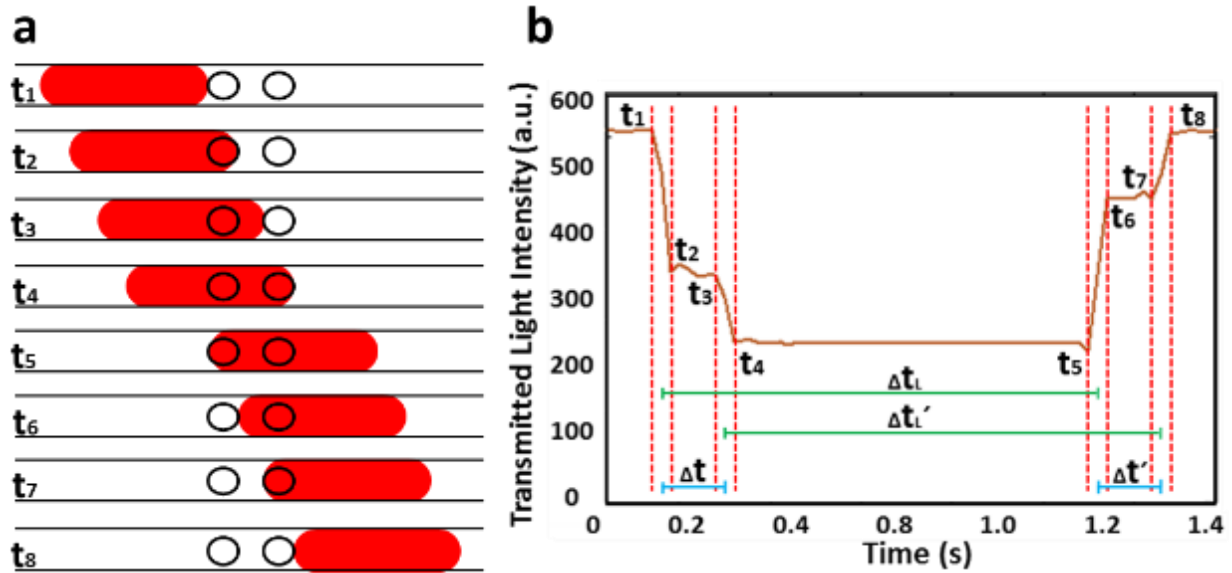 a
t1
t2
t3
t4
t5
t6
t7
t8
b
Transmitted Light Intensity (a.u.)
600
500
400
300
200
100
0
t1
t8
t7
t6
t2
t3
t4
t5
ΔtL
ΔtL´
Δt
Δt´
0 0.2 0.4 0.6 0.8 1.0 1.2 1.4
Time (s)